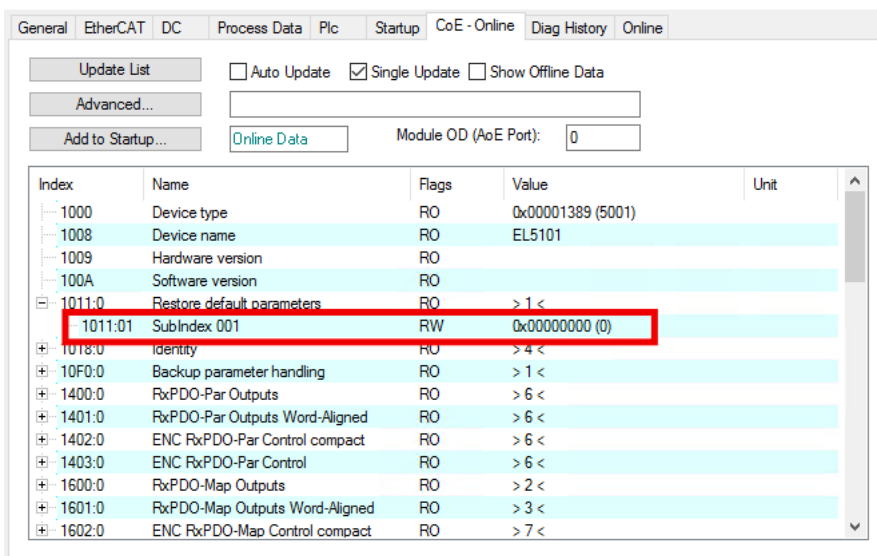 General EtherCAT DC Process Data Plc Startup CoE - Online Diag History Online
Update List Auto Update Single Update Show Offline Data
Advanced...
Add to Startup... Online Data Module OD (AoE Port): 0
Index Name Flags Value Unit
1000 Device type RO 0x00001389 (5001)
1008 Device name RO EL5101
1009 Hardware version RO
100A Software version RO
1011:0 Restore default parameters RO > 1 <
1011:01 SubIndex 001 RW 0x00000000 (0)
1018:0 Identity RO > 4 <
10F0:0 Backup parameter handling RO > 1 <
1400:0 RxPDO-Par Outputs RO > 6 <
1401:0 RxPDO-Par Outputs Word-Aligned RO > 6 <
1402:0 ENC RxPDO-Par Control compact RO > 6 <
1403:0 ENC RxPDO-Par Control RO > 6 <
1600:0 RxPDO-Map Outputs RO > 2 <
1601:0 RxPDO-Map Outputs Word-Aligned RO > 3 <
1602:0 ENC RxPDO-Map Control compact RO > 7 <